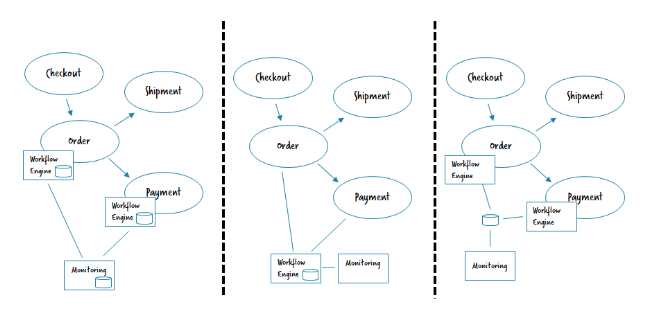 Checkout
Shipment
Order
Workflow
Engine
Payment
Workflow
Engine
Monitoring
Checkout
Shipment
Order
Payment
Workflow
Engine
Monitoring
Checkout
Shipment
Order
Workflow
Engine
Payment
Workflow
Engine
Monitoring